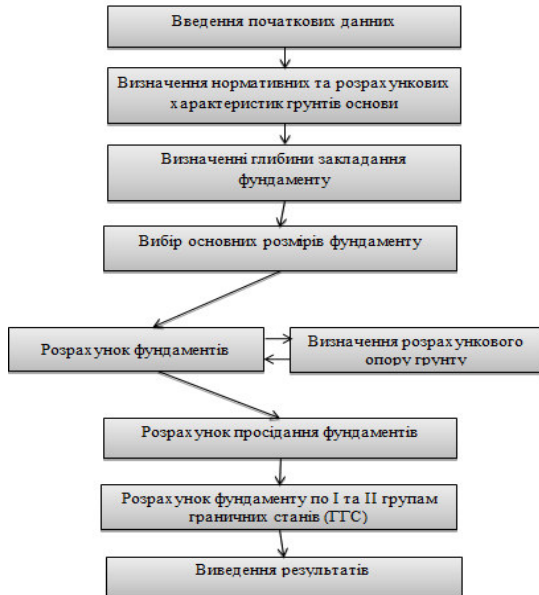 Введення початкових данних
Визначення нормативних та розрахункових
характеристик грунтів основи
Визначенні глибини закладання
фундаменту
Вибір основних розмірів фундаменту
Розрахунок фундаментів
Визначення розрахункового
опору грунту
Розрахунок просідання фундаментів
Розрахунок фундаменту по І та ІІ групам
граничних станів (ГГС)
Виведення результатів